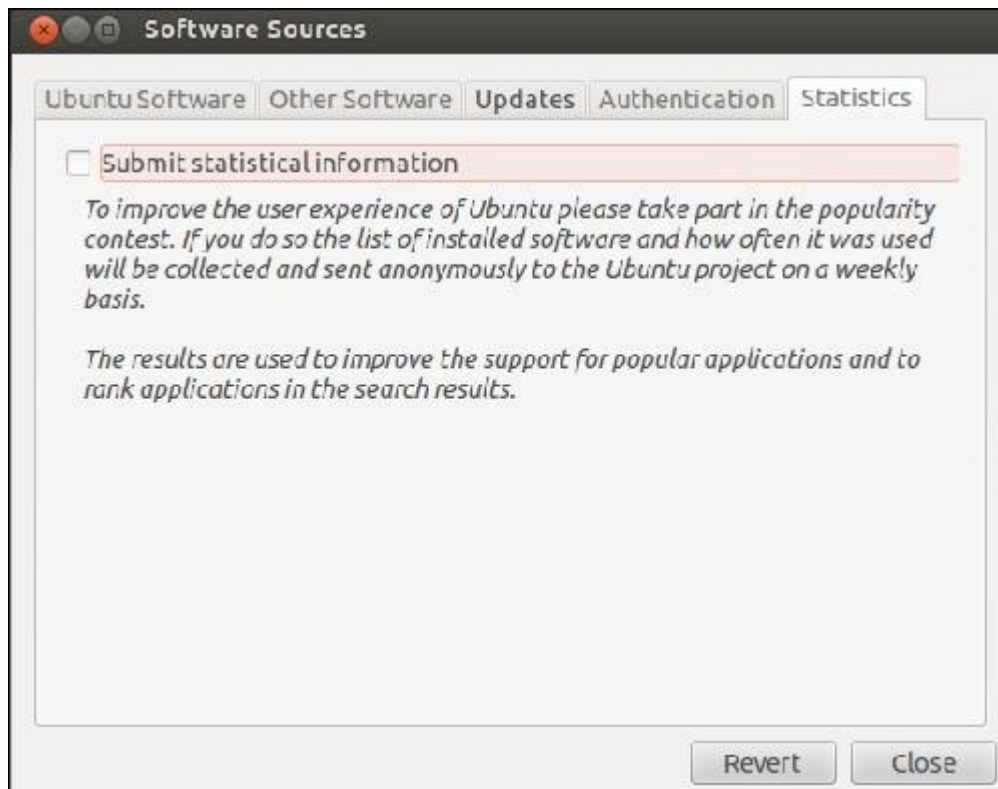 Software Sources
Ubuntu Software Other Software Updates Authentication Statistics
Submit statistical information
To improve the user experience of Ubuntu please take part in the popularity
contest. If you do so the list of installed software and how often it was used
will be collected and sent anonymously to the Ubuntu project on a weekly
basis.
The results are used to improve the support for popular applications and to
rank applications in the search results.
Revert Close